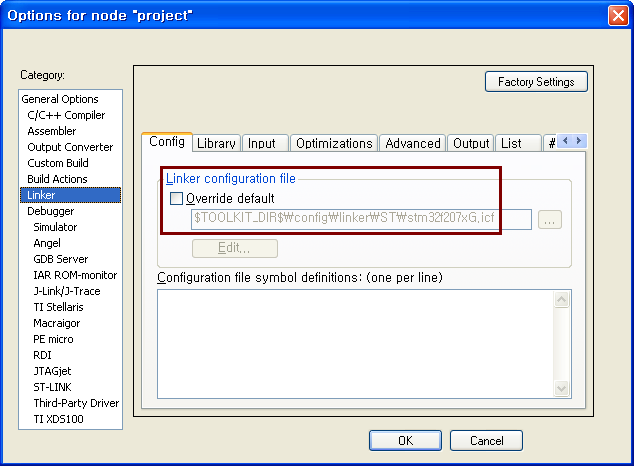 Options for node "project"
Category:
Factory Settings
General Options
C/C++ Compiler
Assembler
Output Converter
Custom Build
Build Actions
Linker
Debugger
Simulator
Angel
GDB Server
IAR ROM-monitor
J-Link/J-Trace
TI Stellaris
Macraigor
PE micro
RDI
JTAGjet
ST-LINK
Third-Party Driver
TI XDS100
Config Library Input Optimizations Advanced Output List #
Linker configuration file
Override default
$TOOLKIT_DIR$₩config₩linker₩ST₩stm32f207xG.icf
...
Edit...
Configuration file symbol definitions: (one per line)
OK Cancel